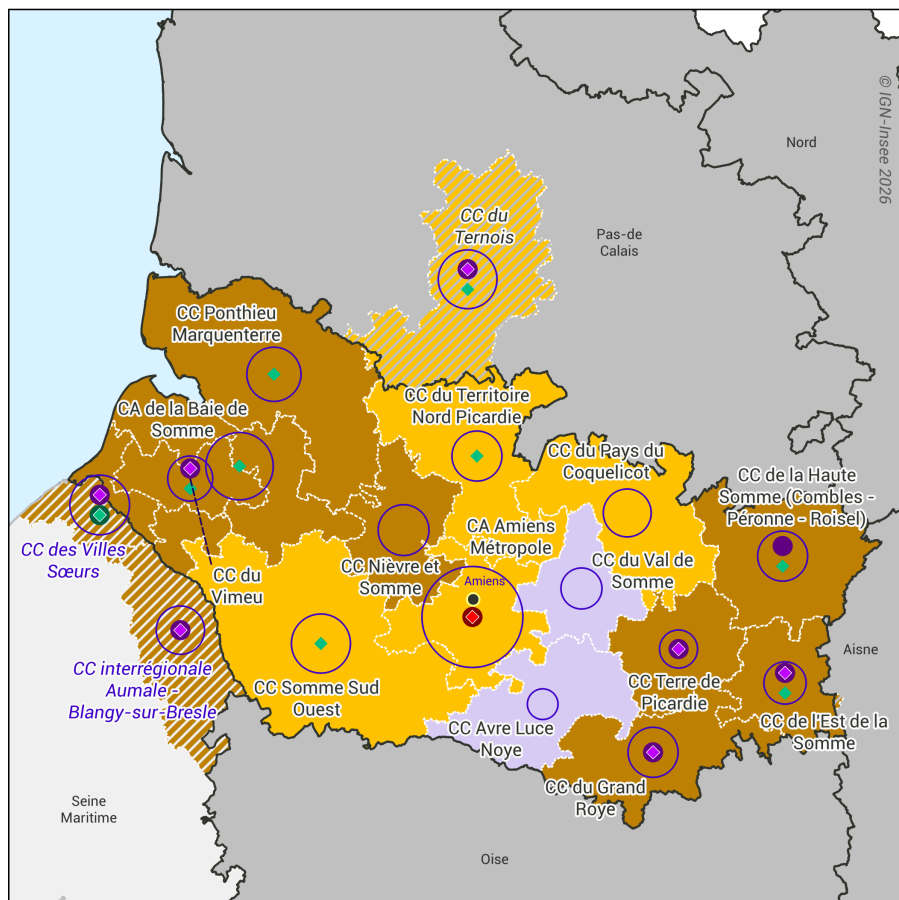 © IGN-Insee 2026
Nord
CC du
Ternois
Pas-de
Calais
CC Ponthieu
Marquenterre
CC du Territoire
Nord Picardie
CA de la Baie de
Somme
CC du Pays du
Coquelicot
CC de la Haute
Somme (Combles -
Péronne - Roisel)
CA Amiens
Métropole
CC des Villes
Sœurs
CC Nièvre et
Somme
CC du Val de
Somme
CC du
Vimeu
Amiens
Aisne
CC interrégionale
Aumale -
Blangy-sur-Bresle
CC Somme Sud
Ouest
CC Terre de
Picardie
CC Avre Luce
Noye
CC de l'Est de la
Somme
CC du Grand
Roye
Seine
Maritime
Oise